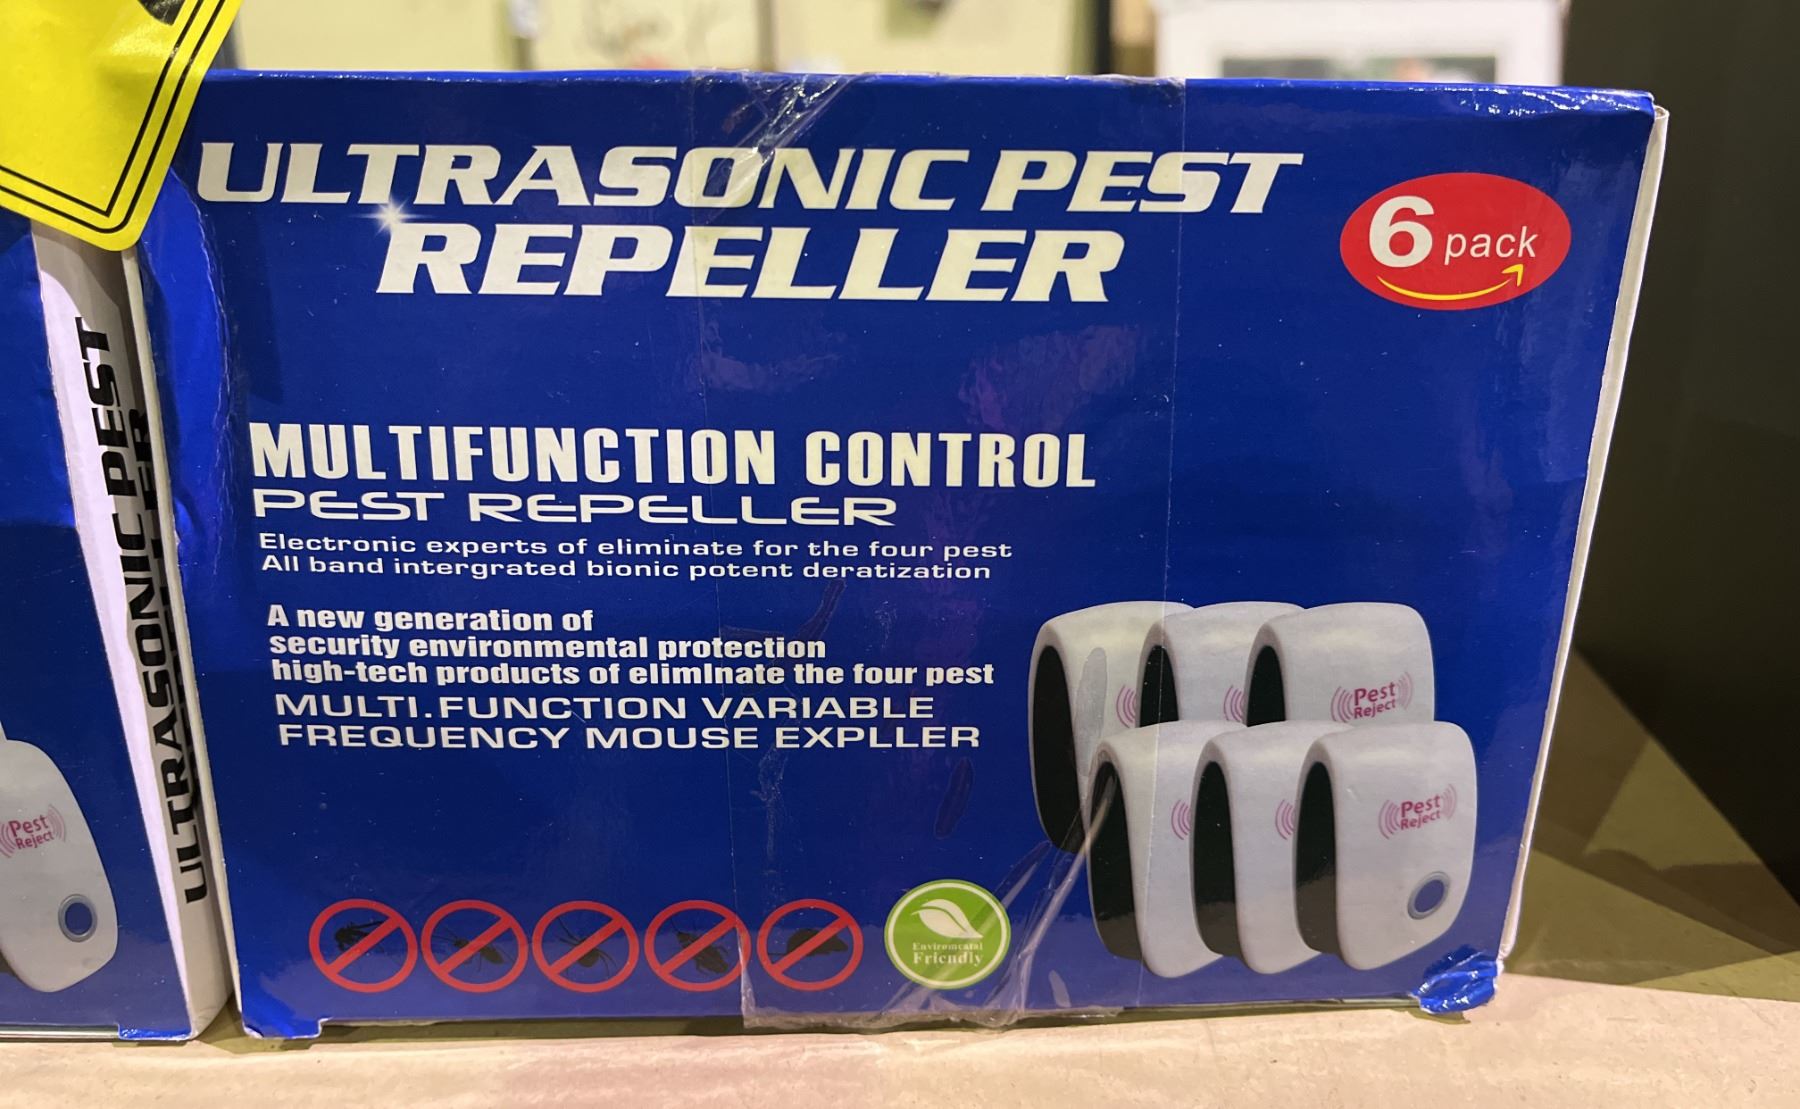 ULTRASONIC PEST
REPELLER
6 pack
MULTIFUNCTION CONTROL
PEST REPELLER
Electronic experts of eliminate for the four pest
All band intergrated bionic potent deratization
A new generation of
security environmental protection
high-tech products of elimInate the four pest
MULTI.FUNCTION VARIABLE
FREQUENCY MOUSE EXPLLER
Pest
Reject
Pest
Reject
Friendly
ULTRASONIC PEST
Pest
Reject